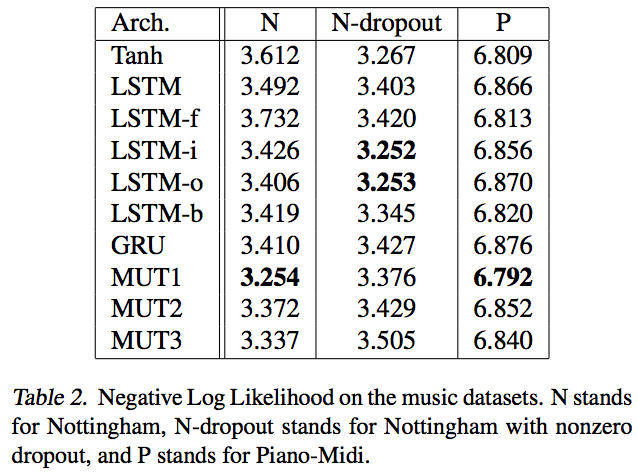 Arch. N N-dropout P
Tanh 3.612 3.267 6.809
LSTM 3.492 3.403 6.866
LSTM-f 3.732 3.420 6.813
LSTM-i 3.426 3.252 6.856
LSTM-o 3.406 3.253 6.870
LSTM-b 3.419 3.345 6.820
GRU 3.410 3.427 6.876
MUT1 3.254 3.376 6.792
MUT2 3.372 3.429 6.852
MUT3 3.337 3.505 6.840
Table 2. Negative Log Likelihood on the music datasets. N stands
for Nottingham, N-dropout stands for Nottingham with nonzero
dropout, and P stands for Piano-Midi.